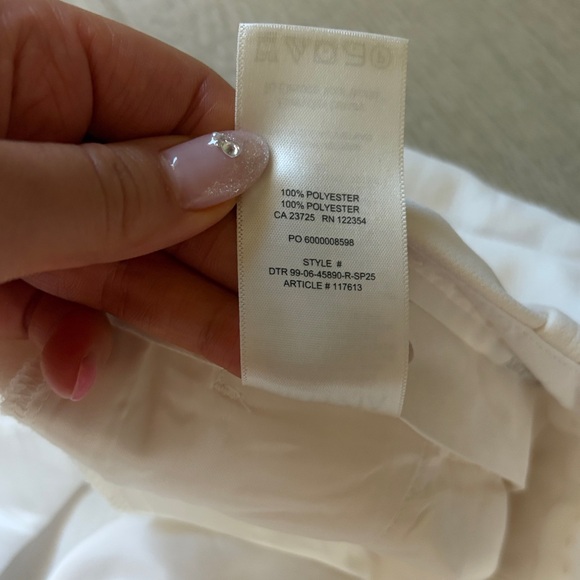 100% POLYESTER
100% POLYESTER
CA 23725 RN 122354
PO 6000008598
STYLE #
DTR 99-06-45890-R-SP25
ARTICLE # 117613